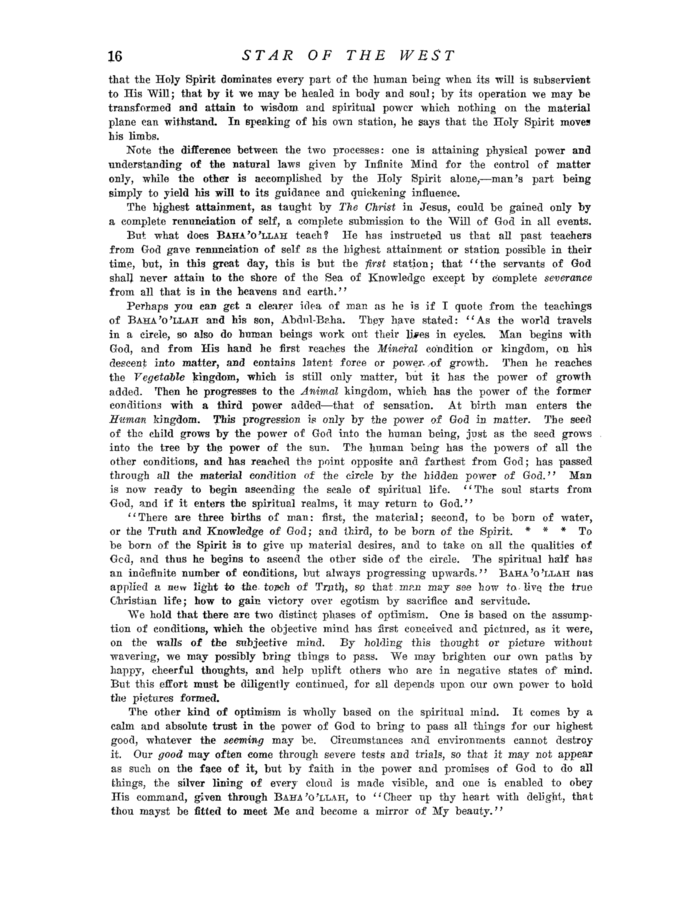 16 STAR OF THE WEST
that the Holy Spirit dominates every part of the human being when its will is subservient
to His Will; that by it we may be healed in body and soul; by its operation we may be
transformed and attain to wisdom and spiritual power which nothing on the material
plane can withstand. In speaking of his own station, he says that the Holy Spirit moves
his limbs.
Note the difference between the two processes: one is attaining physical power and
understanding of the natural laws given by Infinite Mind for the control of matter
only, while the other is accomplished by the Holy Spirit alone,—man's part being
simply to yield his will to its guidance and quickening influence.
The highest attainment, as taught by The Christ in Jesus, could be gained only by
a complete renunciation of self, a complete submission to the Will of God in all events.
But what does BAHA'O'LLAH teach? He has instructed us that all past teachers
from God gave renunciation of self as the highest attainment or station possible in their
time, but, in this great day, this is but the first station; that "the servants of God
shall never attain to the shore of the Sea of Knowledge except by complete severance
from all that is in the heavens and earth."
Perhaps you can get a clearer idea of man as he is if I quote from the teachings
of BAHA'O'LLAH and his son, Abdul-Baha. They have stated: "As the world travels
in a circle, so also do human beings work out their lives in cycles. Man begins with
God, and from His hand he first reaches the Mineral condition or kingdom, on his
descent into matter, and contains latent force or power of growth. Then he reaches
the Vegetable kingdom, which is still only matter, but it has the power of growth
added. Then he progresses to the Animal kingdom, which has the power of the former
conditions with a third power added—that of sensation. At birth man enters the
Human kingdom. This progression is only by the power of God in matter. The seed
of the child grows by the power of God into the human being, just as the seed grows
into the tree by the power of the sun. The human being has the powers of all the
other conditions, and has reached the point opposite and farthest from God; has passed
through all the material condition of the circle by the hidden power of God." Man
is now ready to begin ascending the scale of spiritual life. "The soul starts from
God, and if it enters the spiritual realms, it may return to God."
"There are three births of man: first, the material; second, to be born of water,
or the Truth and Knowledge of God; and third, to be born of the Spirit. * * * To
be born of the Spirit is to give up material desires, and to take on all the qualities of
God, and thus he begins to ascend the other side of the circle. The spiritual half has
an indefinite number of conditions, but always progressing upwards." BAHA'O'LLAH has
applied a new light to the torch of Truth, so that men may see how to live the true
Christian life; how to gain victory over egotism by sacrifice and servitude.
We hold that there are two distinct phases of optimism. One is based on the assump-
tion of conditions, which the objective mind has first conceived and pictured, as it were,
on the walls of the subjective mind. By holding this thought or picture without
wavering, we may possibly bring things to pass. We may brighten our own paths by
happy, cheerful thoughts, and help uplift others who are in negative states of mind.
But this effort must be diligently continued, for all depends upon our own power to hold
the pictures formed.
The other kind of optimism is wholly based on the spiritual mind. It comes by a
calm and absolute trust in the power of God to bring to pass all things for our highest
good, whatever the seeming may be. Circumstances and environments cannot destroy
it. Our good may often come through severe tests and trials, so that it may not appear
as such on the face of it, but by faith in the power and promises of God to do all
things, the silver lining of every cloud is made visible, and one is enabled to obey
His command, given through BAHA'O'LLAH, to "Cheer up thy heart with delight, that
thou mayst be fitted to meet Me and become a mirror of My beauty."